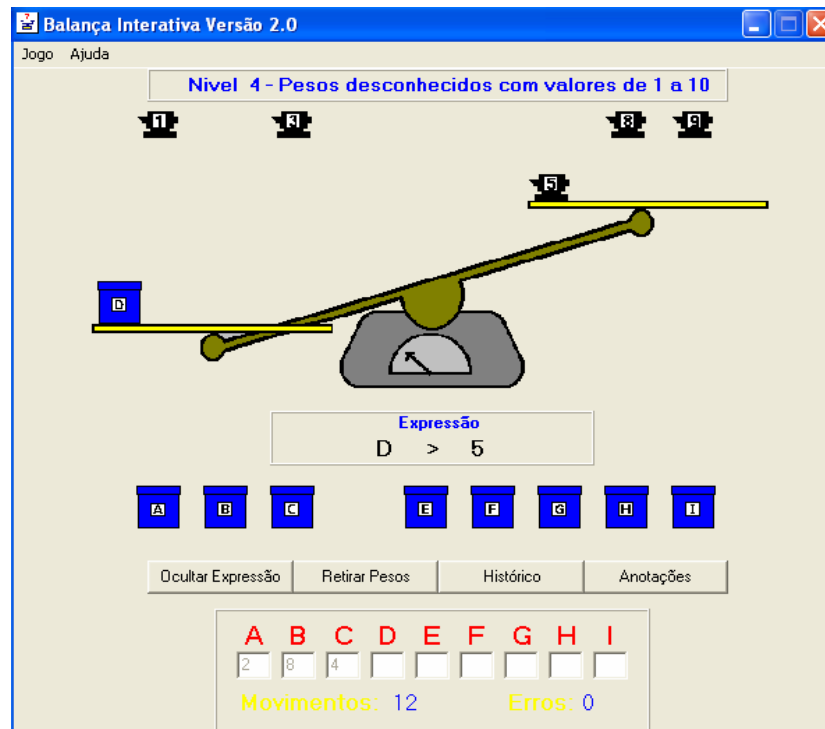 Balança Interativa Versão 2.0
Jogo Ajuda
Nivel 4 - Pesos desconhecidos com valores de 1 a 10
1 3 8 9
5
D
Expressão
D > 5
A B C E F G H I
Ocultar Expressão Retirar Pesos Histórico Anotações
A B C D E F G H I
2 8 4
Movimentos: 12 Erros: 0